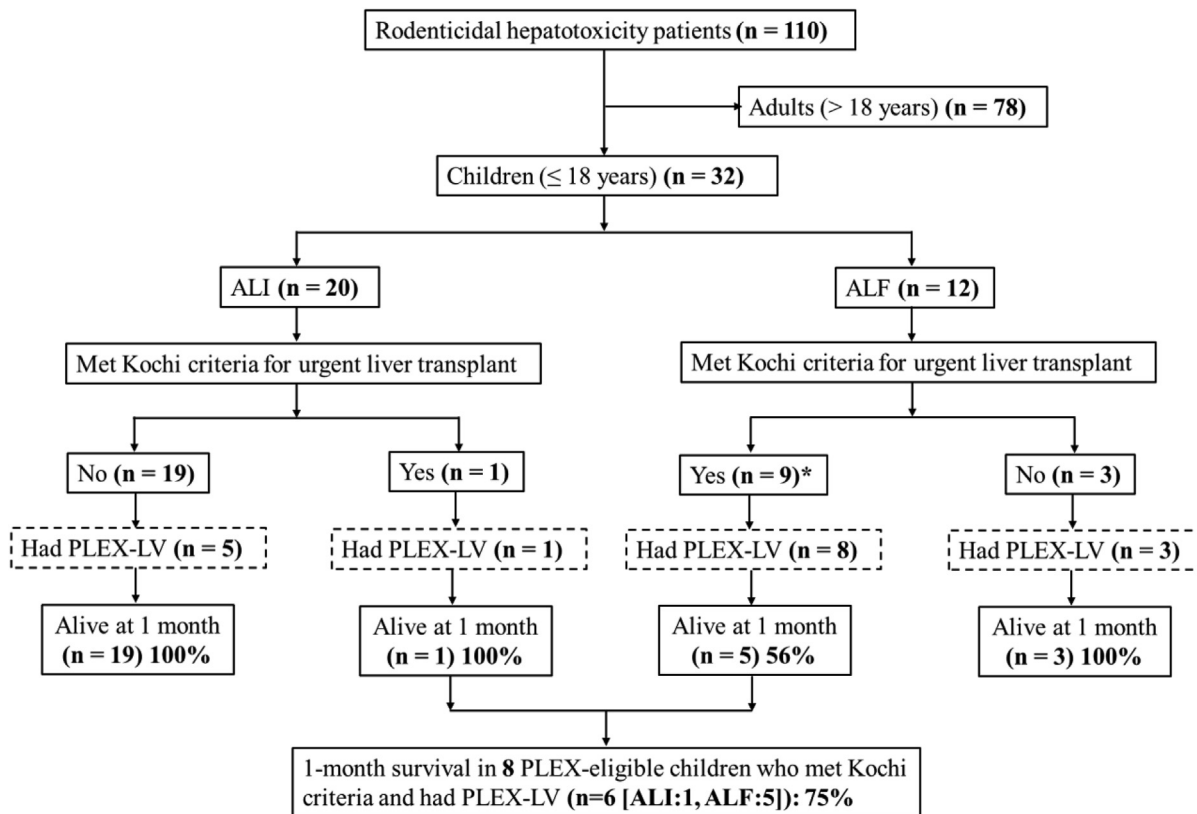 Rodenticidal hepatotoxicity patients (n = 110)
Adults (> 18 years) (n = 78)
Children (≤ 18 years) (n = 32)
ALI (n = 20)
ALF (n = 12)
Met Kochi criteria for urgent liver transplant
Met Kochi criteria for urgent liver transplant
No (n = 19)
Yes (n = 1)
Yes (n = 9)*
No (n = 3)
Had PLEX-LV (n = 5)
Had PLEX-LV (n = 1)
Had PLEX-LV (n = 8)
Had PLEX-LV (n = 3)
Alive at 1 month
(n = 19) 100%
Alive at 1 month
(n = 1) 100%
Alive at 1 month
(n = 5) 56%
Alive at 1 month
(n = 3) 100%
1-month survival in 8 PLEX-eligible children who met Kochi
criteria and had PLEX-LV (n=6 [ALI:1, ALF:5]): 75%